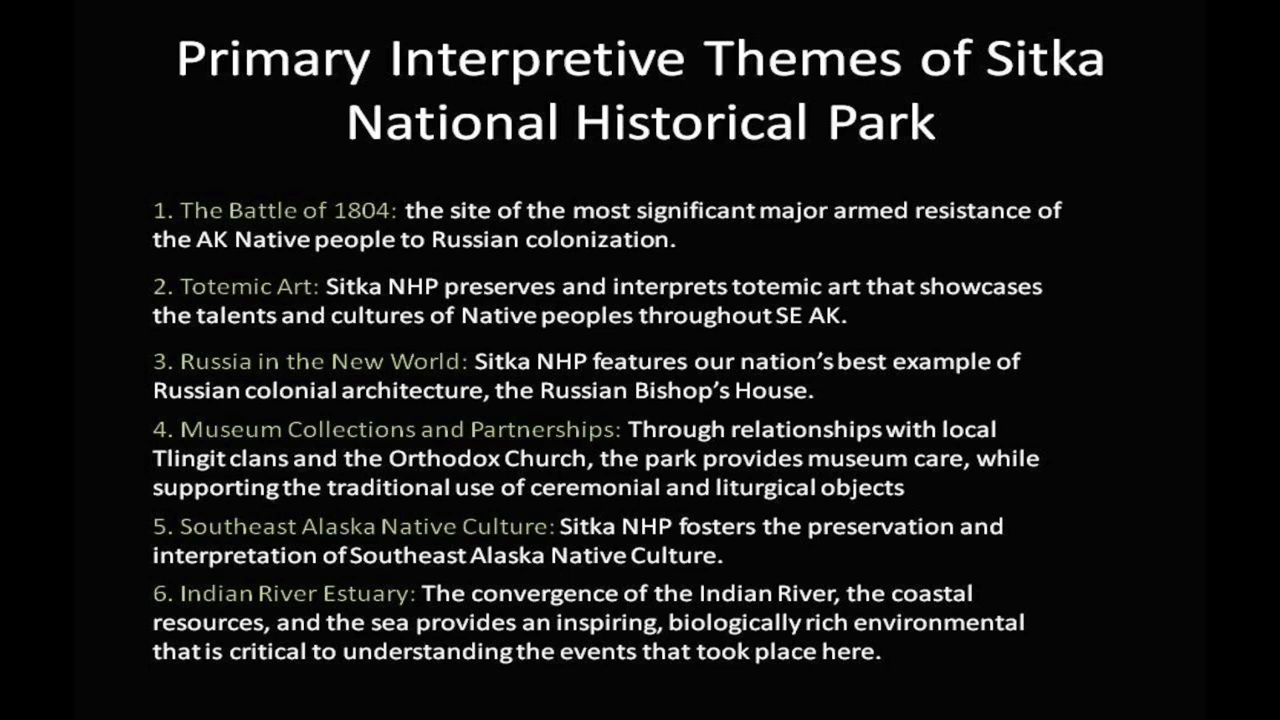 Primary Interpretive Themes of Sitka
National Historical Park
1. The Battle of 1804: the site of the most significant major armed resistance of
the AK Native people to Russian colonization.
2. Totemic Art: Sitka NHP preserves and interprets totemic art that showcases
the talents and cultures of Native peoples throughout SE AK.
3. Russia in the New World: Sitka NHP features our nation's best example of
Russian colonial architecture, the Russian Bishop's House.
4. Museum Collections and Partnerships: Through relationships with local
Tlingit clans and the Orthodox Church, the park provides museum care, while
supporting the traditional use of ceremonial and liturgical objects
5. Southeast Alaska Native Culture: Sitka NHP fosters the preservation and
interpretation of Southeast Alaska Native Culture.
6. Indian River Estuary: The convergence of the Indian River, the coastal
resources, and the sea provides an inspiring, biologically rich environmental
that is critical to understanding the events that took place here.